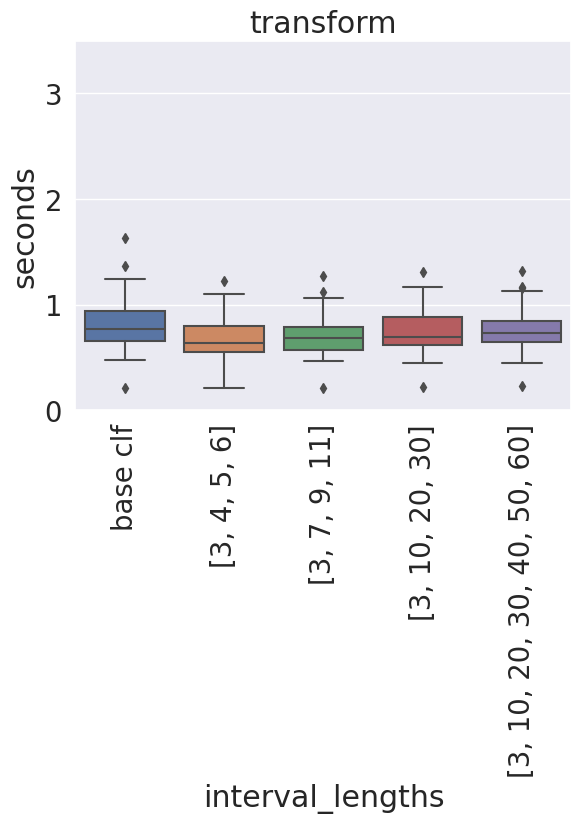 transform
seconds
3
2
1
0
base clf
[3, 4, 5, 6]
[3, 7, 9, 11]
[3, 10, 20, 30]
[3, 10, 20, 30, 40, 50, 60]
interval_lengths